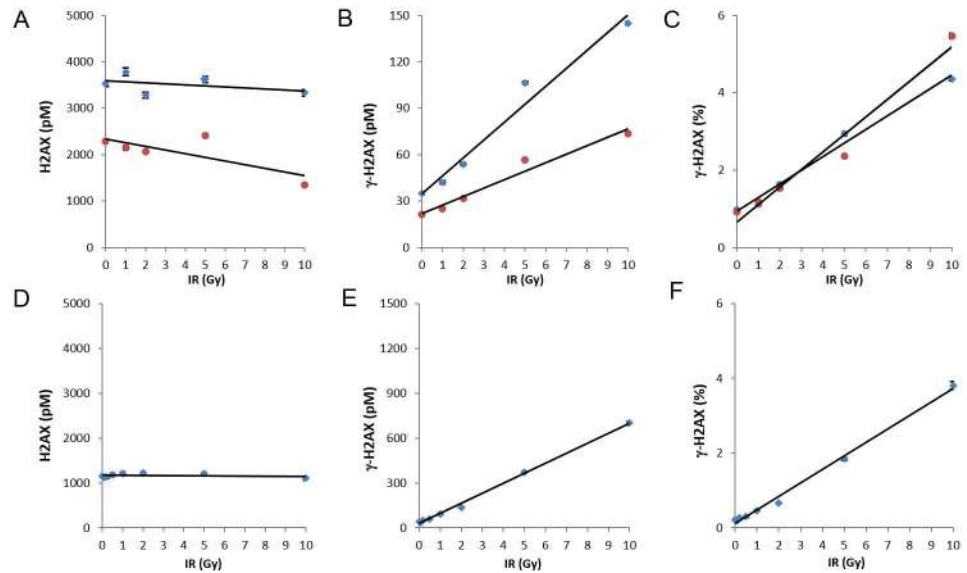 A
5000
4000
3000
2000
1000
0
H2AX (pM)
0 1 2 3 4 5 6 7 8 9 10
IR (Gy)
B
150
120
90
60
30
0
γ-H2AX (pM)
0 1 2 3 4 5 6 7 8 9 10
IR (Gy)
C
6
4
2
0
γ-H2AX (%)
0 1 2 3 4 5 6 7 8 9 10
IR (Gy)
D
5000
4000
3000
2000
1000
0
H2AX (pM)
0 1 2 3 4 5 6 7 8 9 10
IR (Gy)
E
1500
1200
900
600
300
0
γ-H2AX (pM)
0 1 2 3 4 5 6 7 8 9 10
IR (Gy)
F
6
4
2
0
γ-H2AX (%)
0 1 2 3 4 5 6 7 8 9 10
IR (Gy)